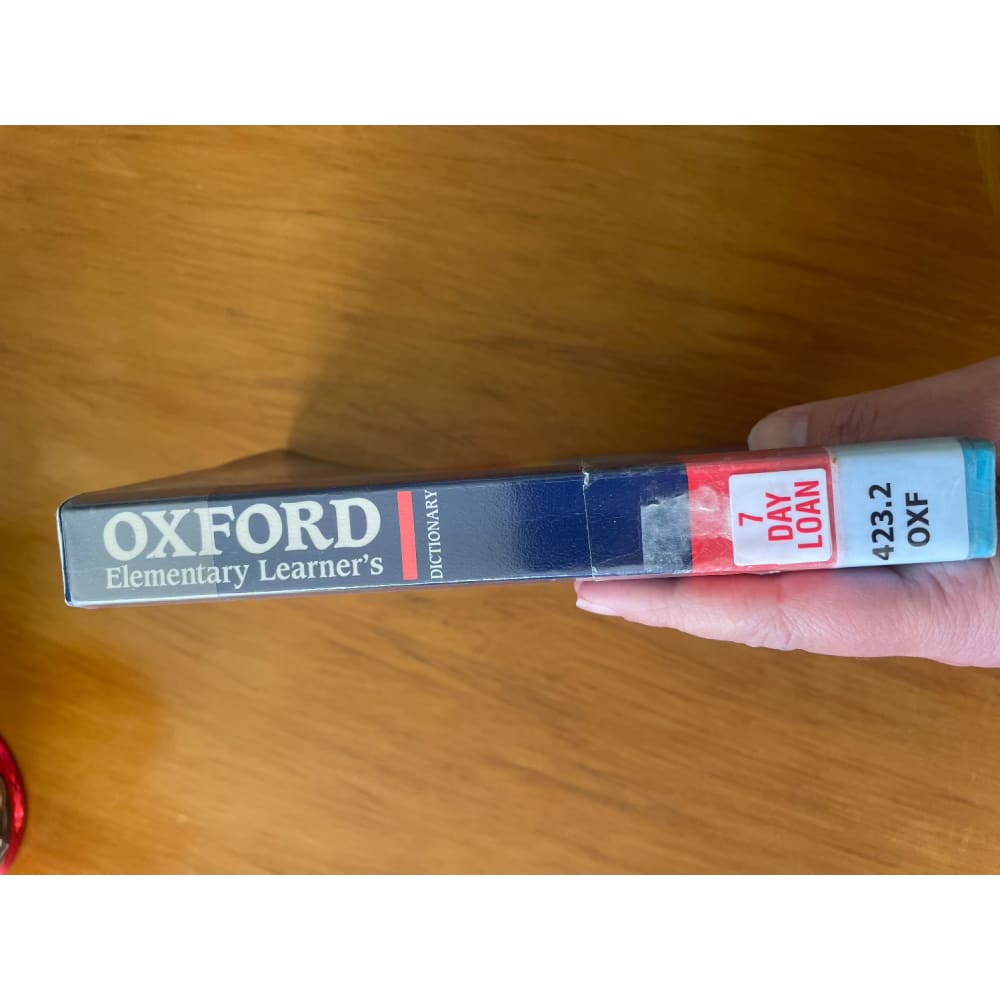 OXFORD
Elementary Learner's
DICTIONARY
7
DAY
LOAN
423.2
OXF